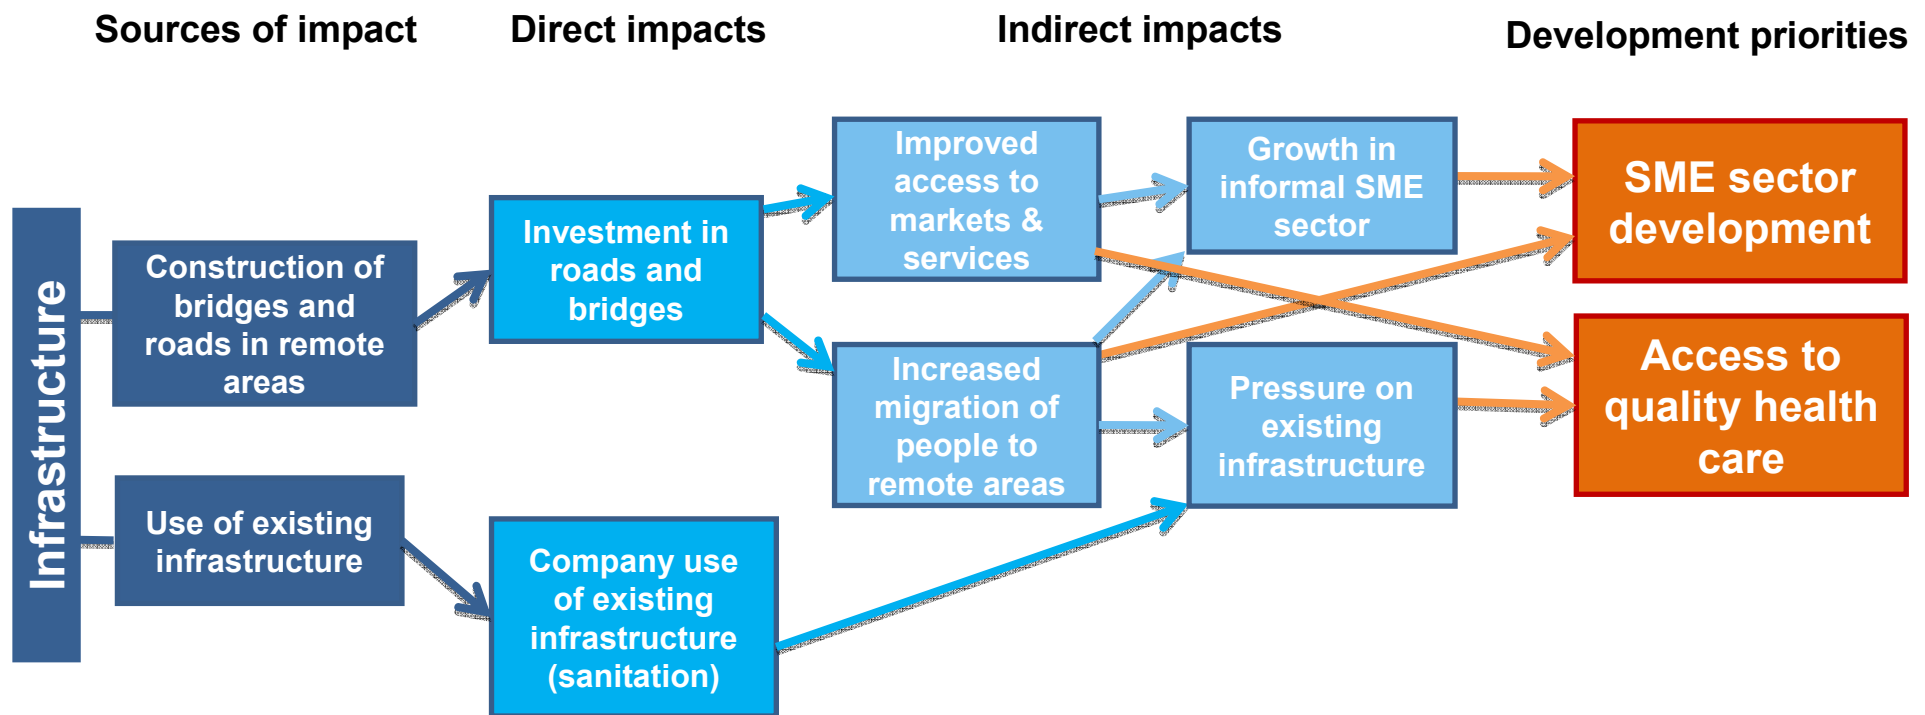 Sources of impact
Direct impacts
Indirect impacts
Development priorities
Infrastructure
Construction of
bridges and
roads in remote
areas
Use of existing
infrastructure
Investment in
roads and
bridges
Company use
of existing
infrastructure
(sanitation)
Improved
access to
markets &
services
Increased
migration of
people to
remote areas
Growth in
informal SME
sector
Pressure on
existing
infrastructure
SME sector
development
Access to
quality health
care